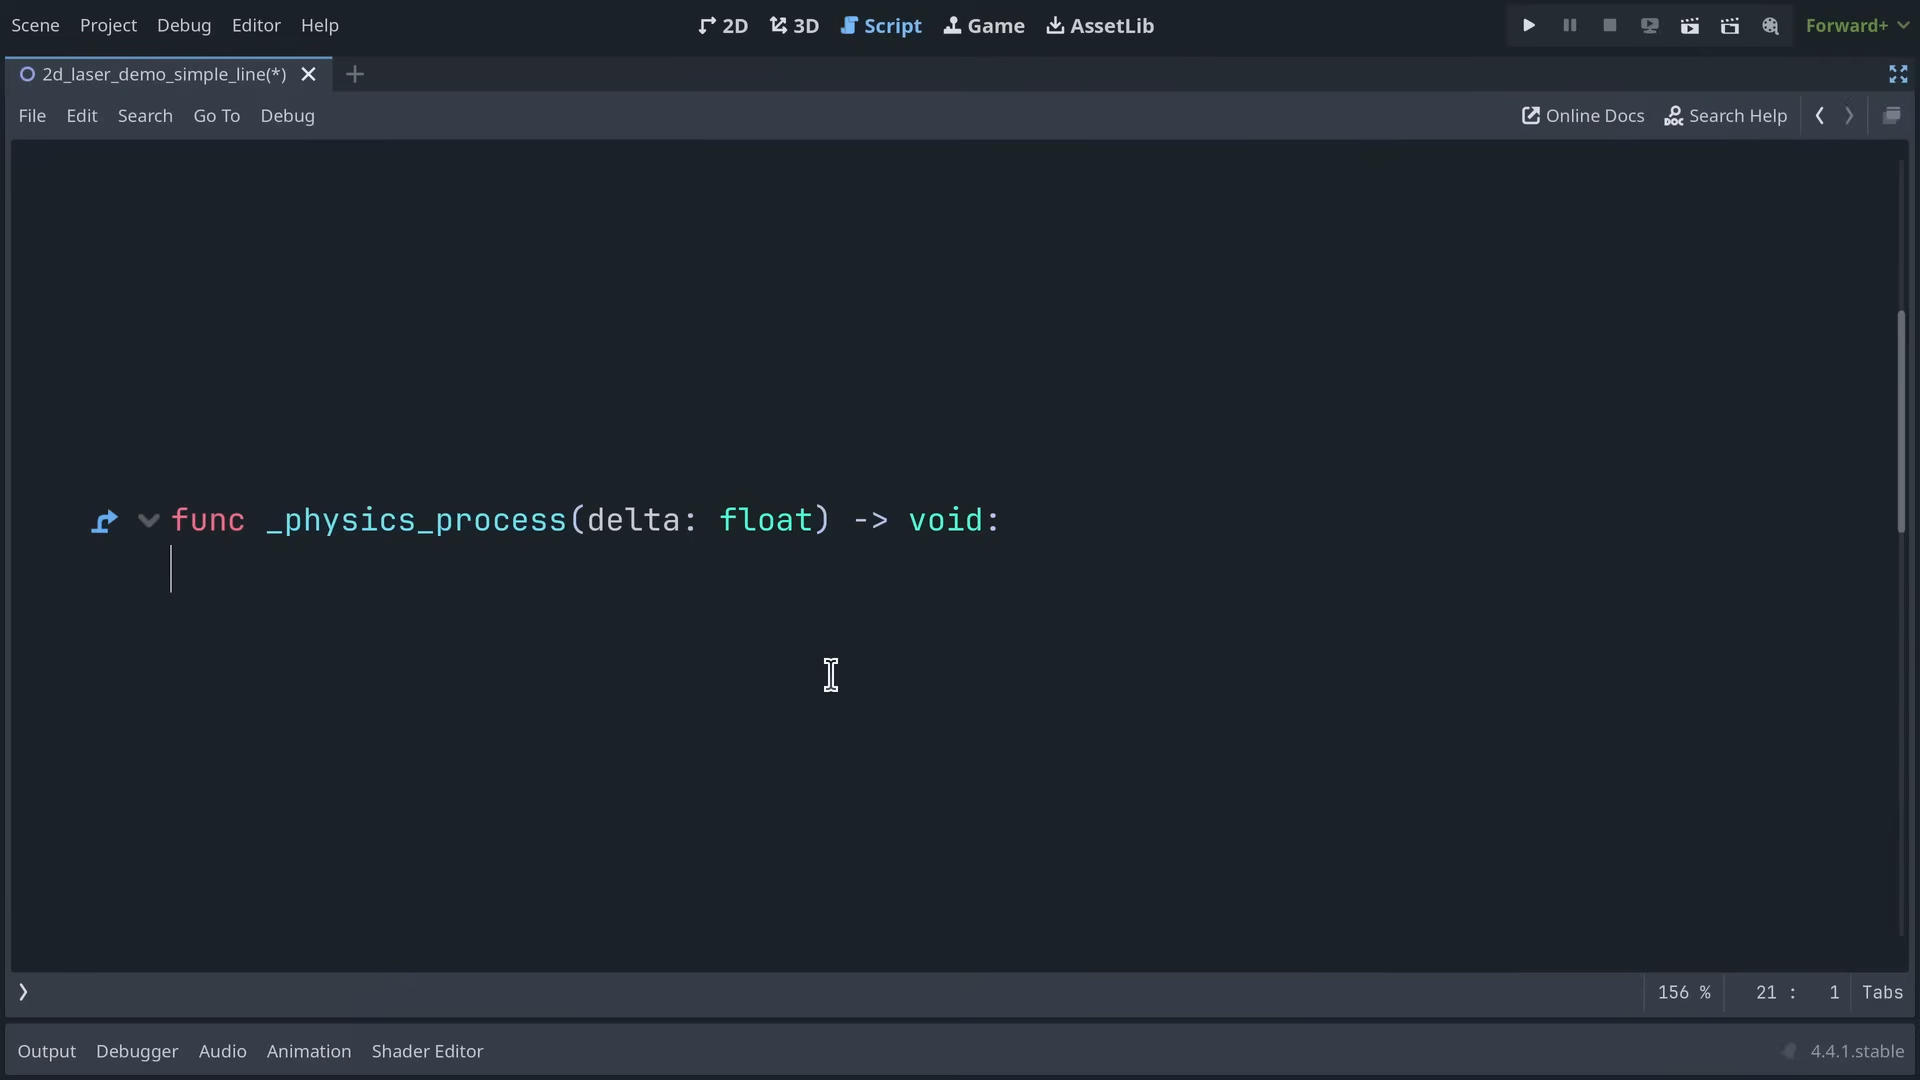 Scene Project Debug Editor Help 2D 3D Script Game AssetLib Forward+
2d_laser_demo_simple_line(*)
File Edit Search Go To Debug Online Docs DOC Search Help
func _physics_process(delta: float) -> void:
156 % 21 : 1 Tabs
Output Debugger Audio Animation Shader Editor 4.4.1.stable